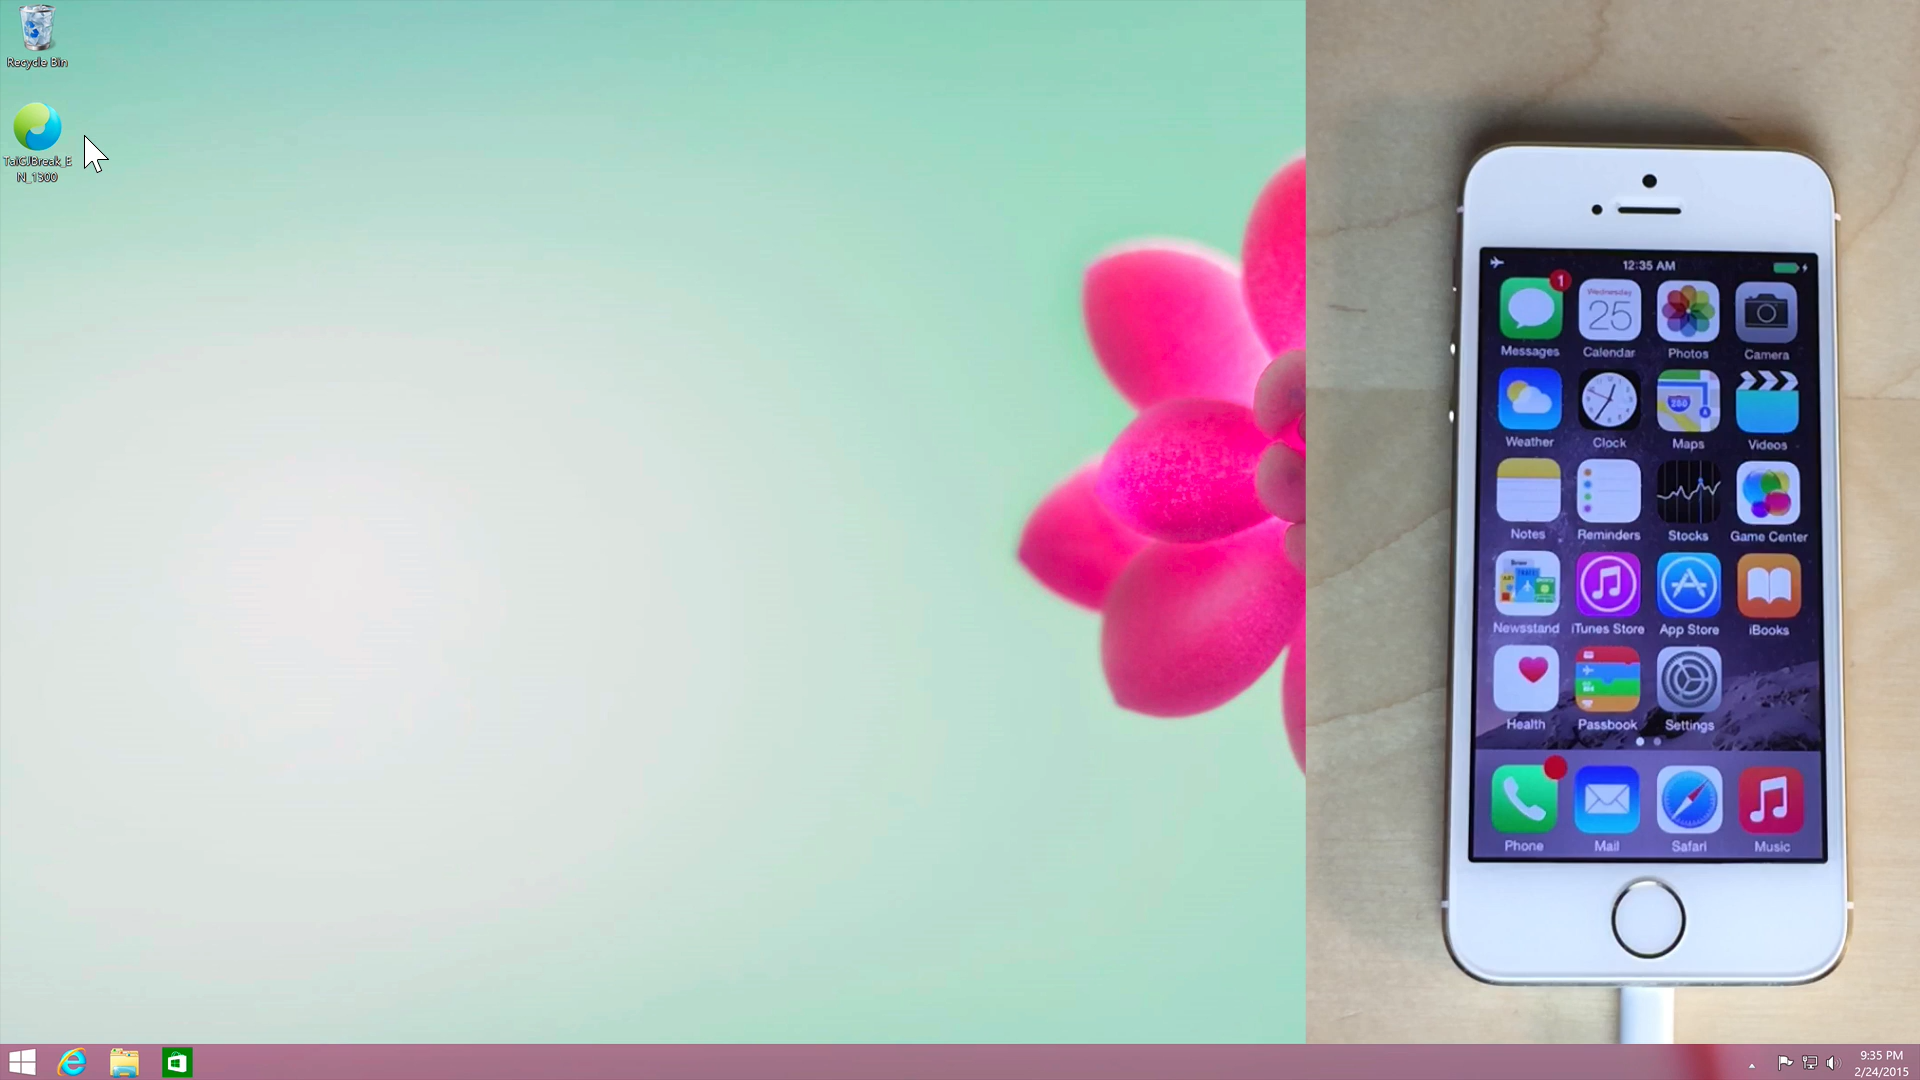 Recycle Bin
TaiGJBreak_E
N_1300
12:35 AM
1
Wednesday
25
Messages
Calendar
Photos
Camera
280
Weather
Clock
Maps
Videos
Notes
Reminders
Stocks
Game Center
Newsstand
iTunes Store
App Store
iBooks
Health
Passbook
Settings
Phone
Mail
Safari
Music
9:35 PM
2/24/2015